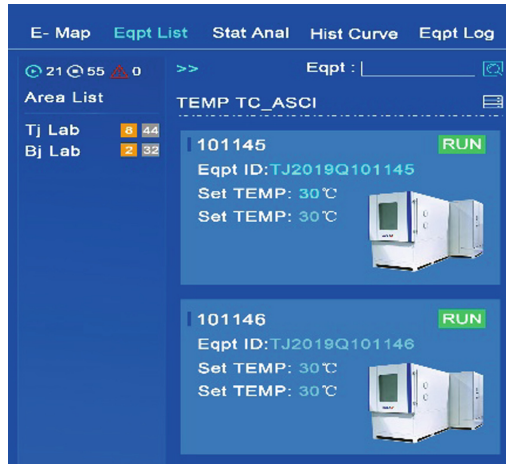 E- Map Eqpt List Stat Anal Hist Curve Eqpt Log
21 55 0 >> Eqpt :
Area List
TEMP TC_ASCI
Tj Lab 8 44
Bj Lab 2 32
101145 RUN
Eqpt ID:TJ2019Q101145
Set TEMP: 30℃
Set TEMP: 30℃
101146 RUN
Eqpt ID:TJ2019Q101146
Set TEMP: 30℃
Set TEMP: 30℃